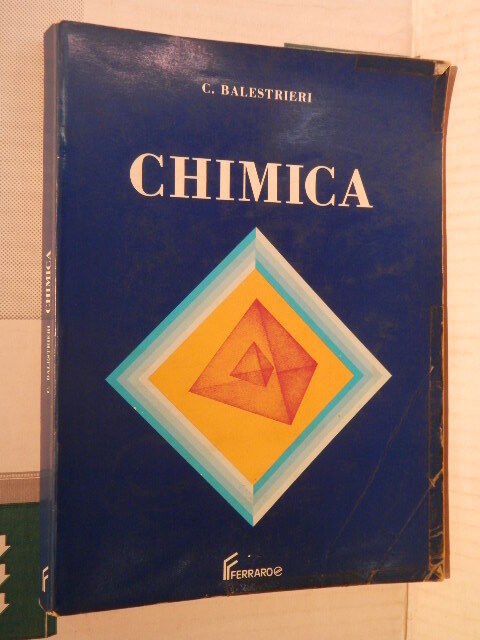 C. BALESTRIERI
CHIMICA
FERRARO
C. BALESTRIERI CHIMICA